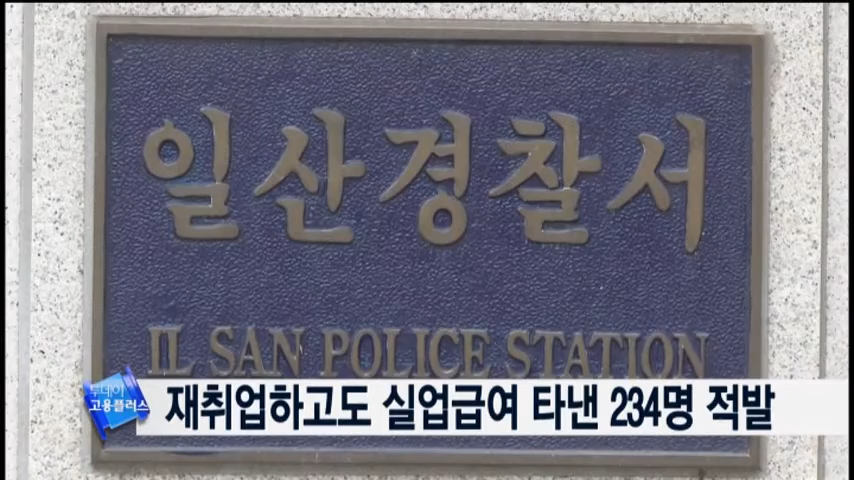 일산경찰서
IL SAN POLICE STATION
투데이
고용플러스
재취업하고도 실업급여 타낸 234명 적발